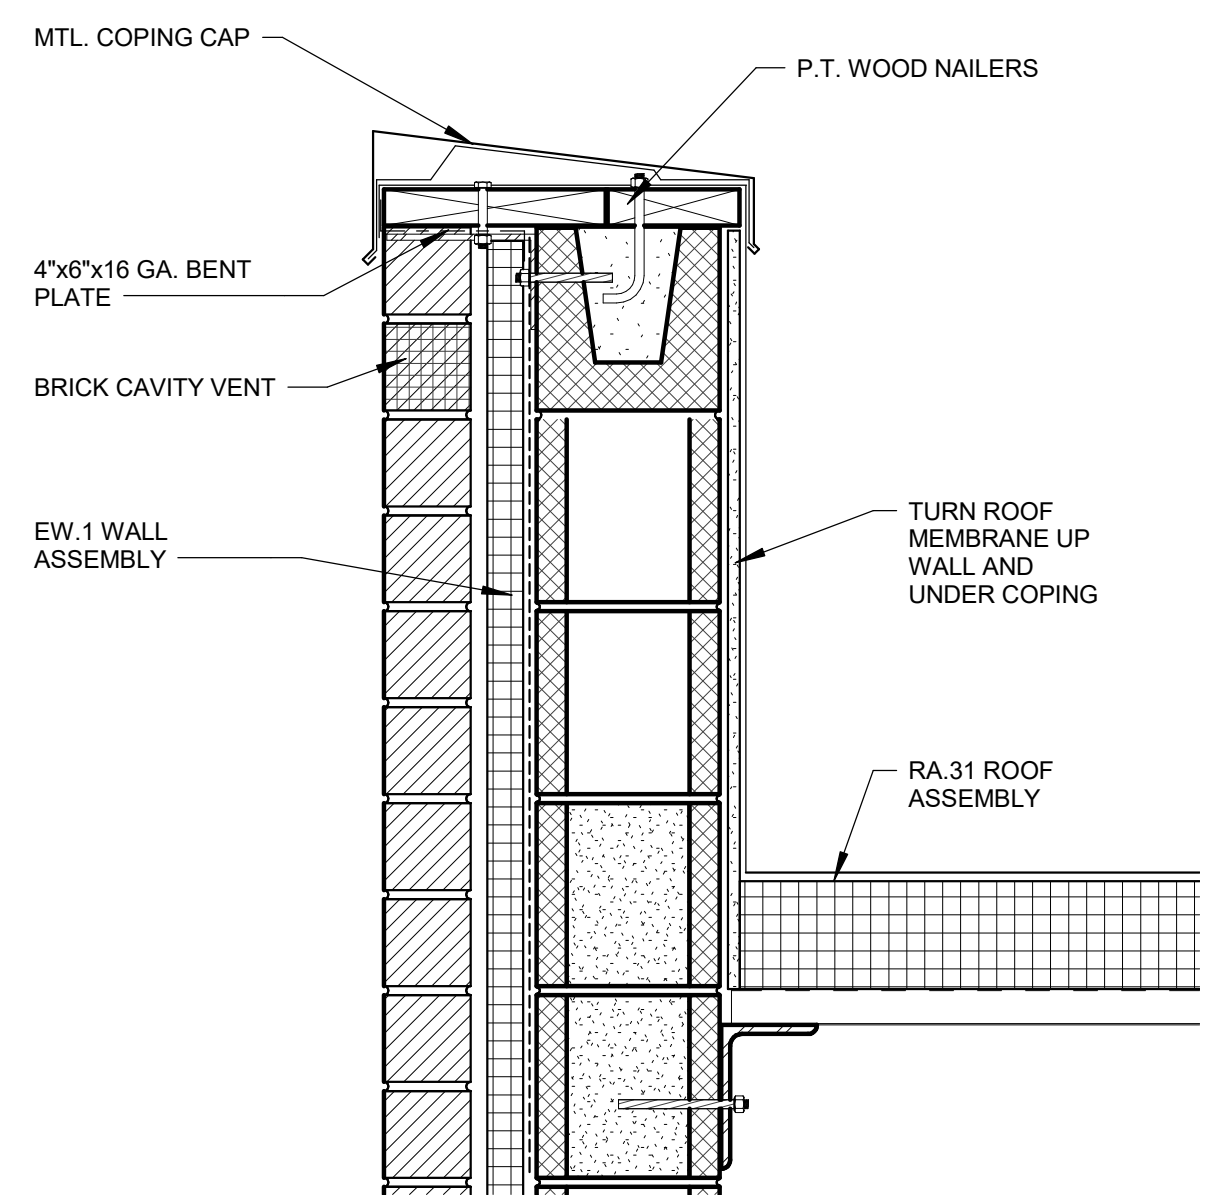 MTL. COPING CAP
P.T. WOOD NAILERS
4"x6"x16 GA. BENT
PLATE
BRICK CAVITY VENT
EW.1 WALL
ASSEMBLY
TURN ROOF
MEMBRANE UP
WALL AND
UNDER COPING
RA.31 ROOF
ASSEMBLY